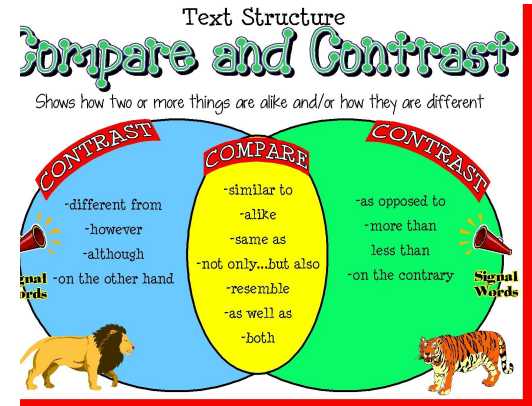 Text Structure
Compare and Contrast
Shows how two or more things are alike and/or how they are different
CONTRAST
COMPARE
CONTRAST
-different from
-however
-although
-on the other hand
-similar to
-alike
-same as
-not only...but also
-resemble
-as well as
-both
-as opposed to
-more than
less than
-on the contrary
gnal
ords
Signal
Words